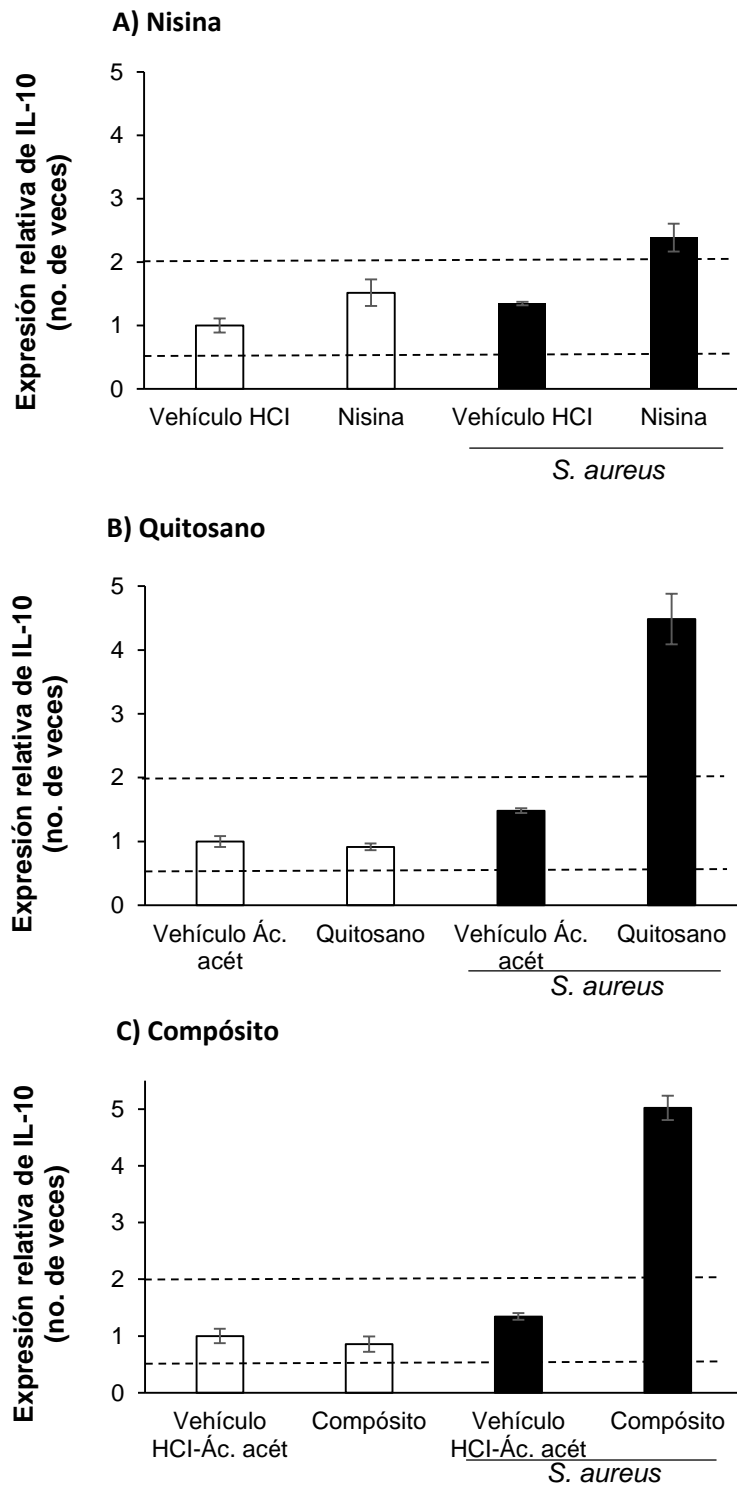 A) Nisina
Expresión relativa de IL-10
(no. de veces)
5
4
3
2
1
0
Vehículo HCl Nisina Vehículo HCl Nisina
S. aureus
B) Quitosano
Expresión relativa de IL-10
(no. de veces)
5
4
3
2
1
0
Vehículo Ác. Quitosano Vehículo Ác. Quitosano
acét acét
S. aureus
C) Compósito
Expresión relativa de IL-10
(no. de veces)
5
4
3
2
1
0
Vehículo Compósito Vehículo Compósito
HCl-Ác. acét HCl-Ác. acét
S. aureus